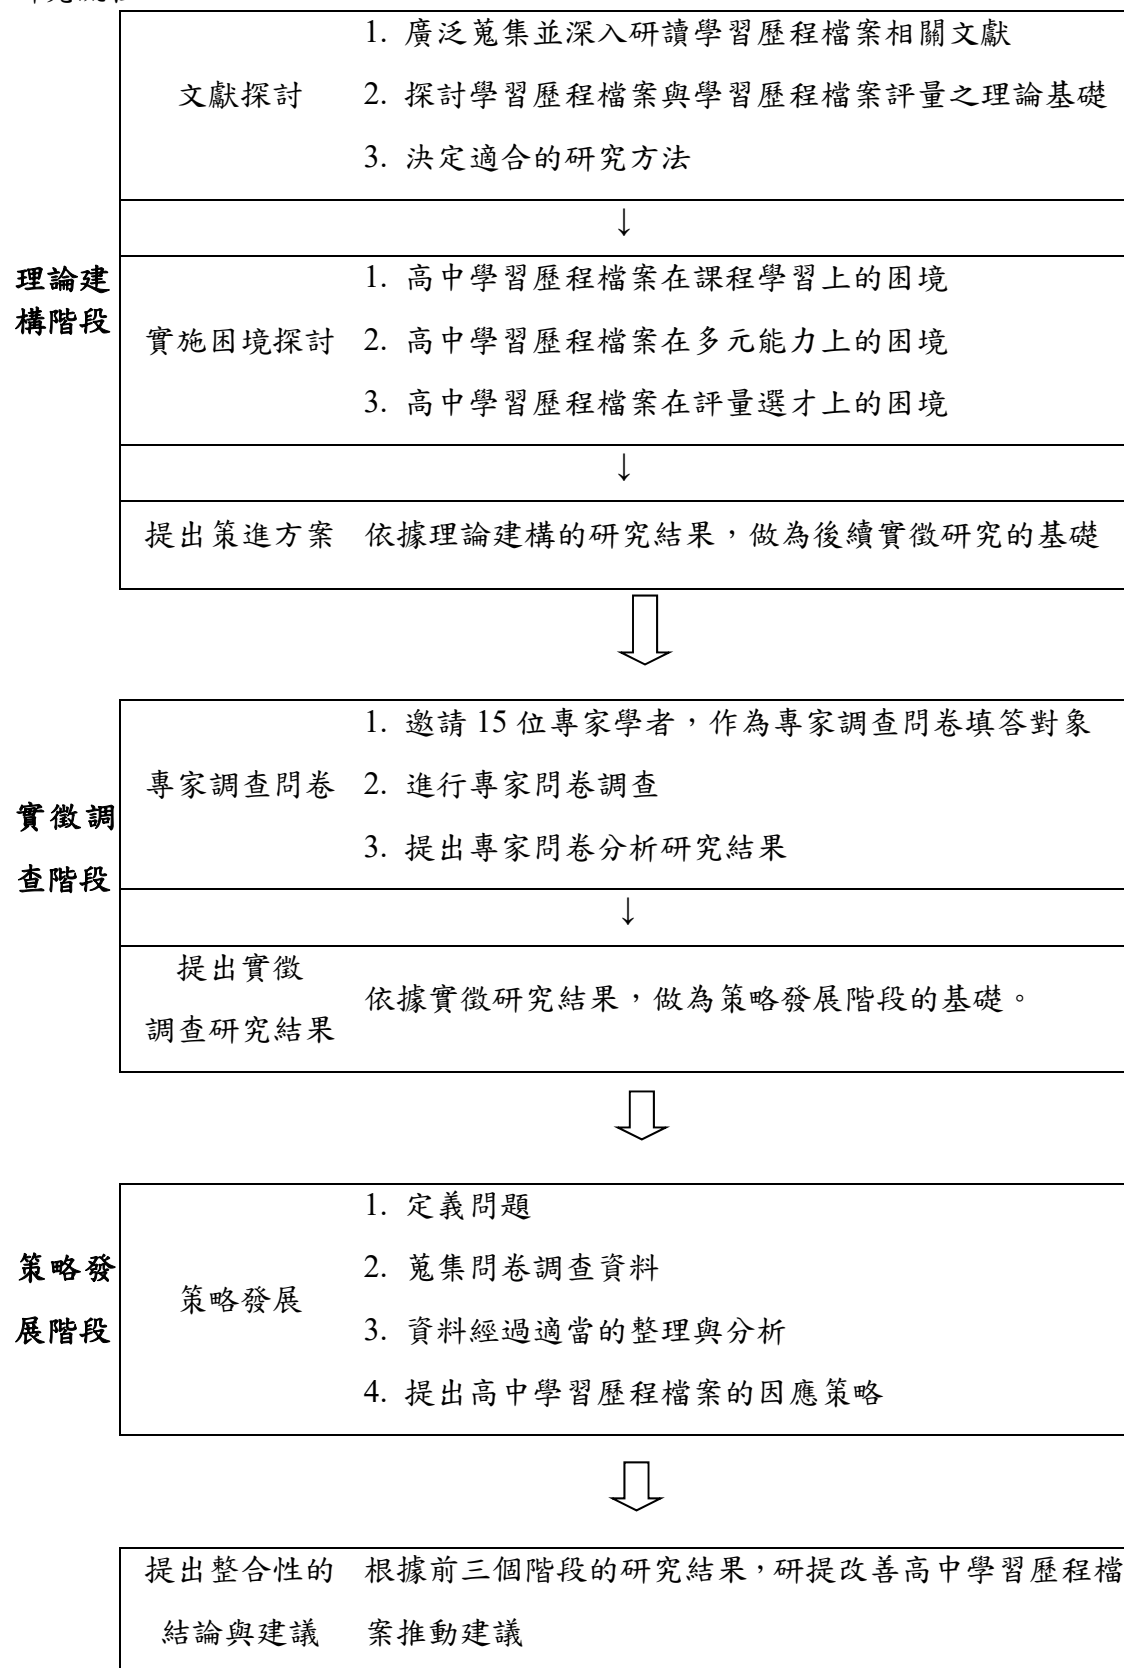 1. 廣泛蒐集並深入研讀學習歷程檔案相關文獻
文獻探討
2. 探討學習歷程檔案與學習歷程檔案評量之理論基礎
3. 決定適合的研究方法
↓
理論建
構階段
1. 高中學習歷程檔案在課程學習上的困境
實施困境探討
2. 高中學習歷程檔案在多元能力上的困境
3. 高中學習歷程檔案在評量選才上的困境
↓
提出策進方案
依據理論建構的研究結果，做為後續實徵研究的基礎
實徵調
查階段
1. 邀請 15 位專家學者，作為專家調查問卷填答對象
專家調查問卷
2. 進行專家問卷調查
3. 提出專家問卷分析研究結果
↓
提出實徵
調查研究結果
依據實徵研究結果，做為策略發展階段的基礎。
策略發
展階段
策略發展
1. 定義問題
2. 蒐集問卷調查資料
3. 資料經過適當的整理與分析
4. 提出高中學習歷程檔案的因應策略
提出整合性的
結論與建議
根據前三個階段的研究結果，研提改善高中學習歷程檔
案推動建議